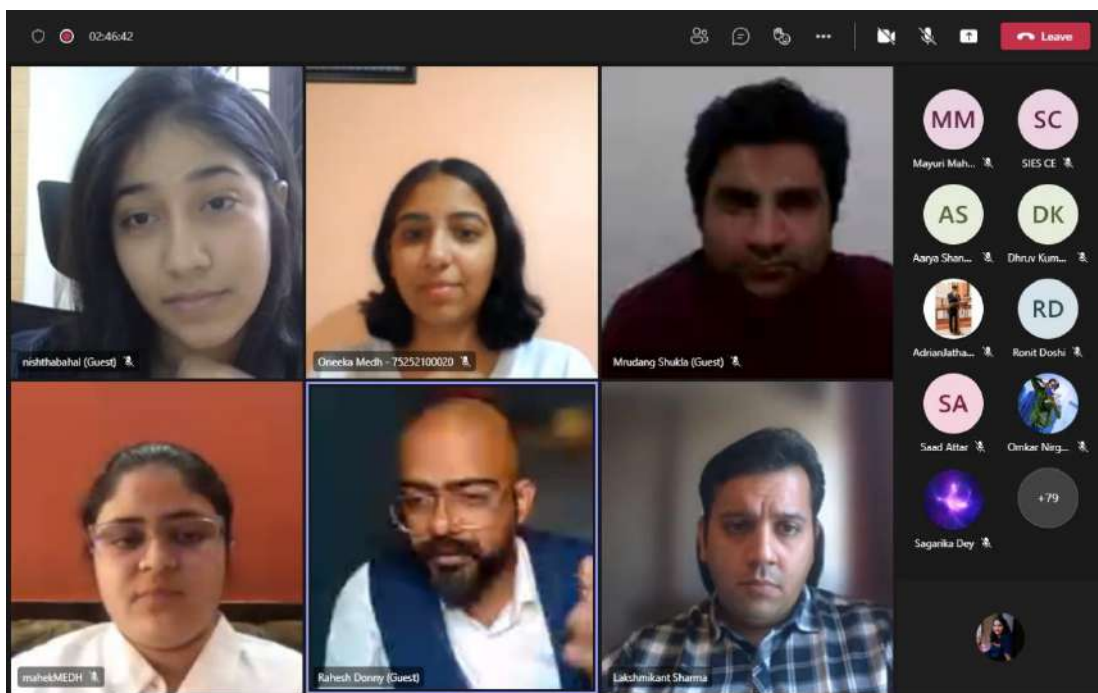 02:46:42
Leave
nishthabahal (Guest)
Oneeka Medh - 75252100020
Mrudang Shukla (Guest)
mahekMEDH
Rahesh Donny (Guest)
Lakshmikant Sharma
MM
Mayuri Mah...
SC
SIES CE
AS
Aarya Shan...
DK
Dhruv Kum...
AdrianJatha...
RD
Ronit Doshi
SA
Saad Attar
Omkar Nirg...
Sagarika Dey
+79